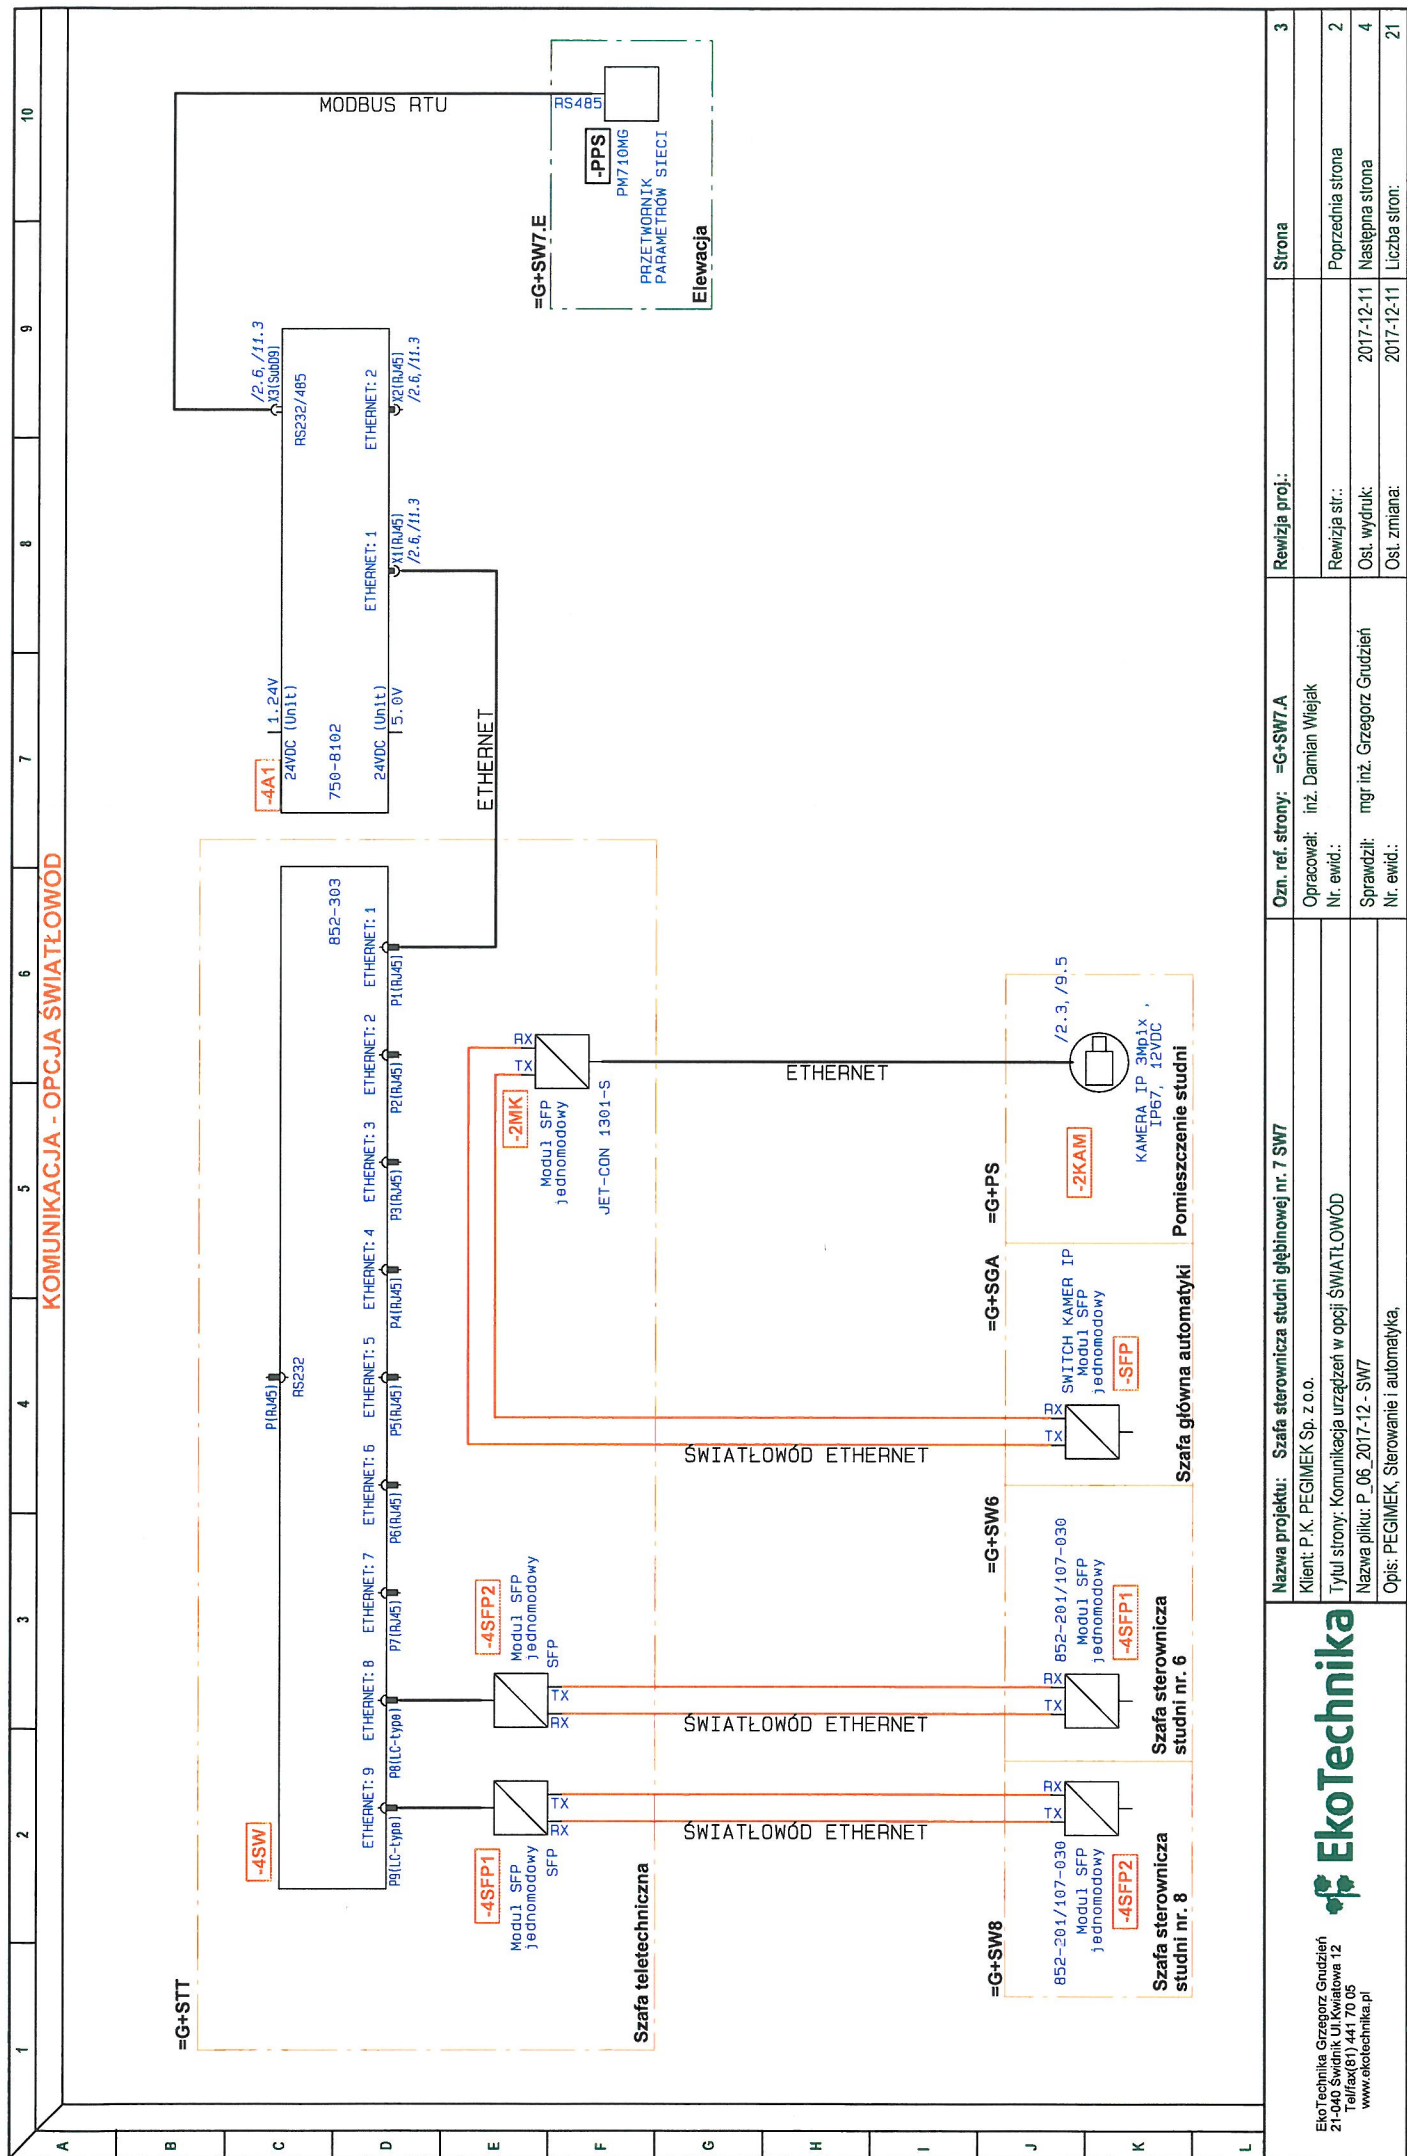 1 2 3 4 5 6 7 8 9 10
A
B
C
D
E
F
G
H
I
J
K
L
KOMUNIKACJA - OPCJA ŚWIATŁOWÓD
=G+STT
-4SW
P(RJ45)
RS232
852-303
ETHERNET: 9
ETHERNET: 8
ETHERNET: 7
ETHERNET: 6
ETHERNET: 5
ETHERNET: 4
ETHERNET: 3
ETHERNET: 2
ETHERNET: 1
P9(LC-type)
P8(LC-type)
P7(RJ45)
P6(RJ45)
P5(RJ45)
P4(RJ45)
P3(RJ45)
P2(RJ45)
P1(RJ45)
-4SFP1
Moduł SFP
jednomodowy
SFP
RX
TX
-4SFP2
Moduł SFP
jednomodowy
SFP
RX
TX
-2MK
Moduł SFP
jednomodowy
TX
RX
JET-CON 1301-S
Szafa teletechniczna
-4A1
1.24V
24VDC (Unit)
750-8102
24VDC (Unit)
5.0V
/2.6,/11.3
X3(SubD9)
RS232/485
ETHERNET: 1
X1(RJ45)
/2.6,/11.3
ETHERNET: 2
X2(RJ45)
/2.6,/11.3
ETHERNET
MODBUS RTU
=G+SW7.E
RS485
-PPS
PM710MG
PRZETWORNIK
PARAMETRÓW SIECI
Elewacja
ŚWIATŁOWÓD ETHERNET
ŚWIATŁOWÓD ETHERNET
ŚWIATŁOWÓD ETHERNET
ETHERNET
=G+SW8
852-201/107-030
Moduł SFP
jednomodowy
-4SFP2
TX
RX
Szafa sterownicza
studni nr. 8
=G+SW6
TX
RX
852-201/107-030
Moduł SFP
jednomodowy
-4SFP1
Szafa sterownicza
studni nr. 6
=G+SGA
TX
RX
SWITCH KAMER IP
Moduł SFP
jednomodowy
-SFP
Szafa główna automatyki
=G+PS
/2.3,/9.5
-2KAM
KAMERA IP 3Mpix ,
IP67, 12VDC
Pomieszczenie studni
EkoTechnika Grzegorz Grudzień
21-040 Świdnik Ul.Kwiatowa 12
Tel/fax(81) 441 70 05
www.ekotechnika.pl
EkoTechnika
Nazwa projektu: Szafa sterownicza studni głębinowej nr. 7 SW7
Klient: P.K. PEGIMEK Sp. z o.o.
Tytuł strony: Komunikacja urządzeń w opcji ŚWIATŁOWÓD
Nazwa pliku: P_06_2017-12 - SW7
Opis: PEGIMEK, Sterowanie i automatyka,
Ozn. ref. strony: =G+SW7.A
Opracował: inż. Damian Wiejak
Nr. ewid.:
Sprawdził: mgr inż. Grzegorz Grudzień
Nr. ewid.:
Rewizja proj.:
Rewizja str.:
Ost. wydruk: 2017-12-11
Ost. zmiana: 2017-12-11
Strona 3
Poprzednia strona 2
Następna strona 4
Liczba stron: 21